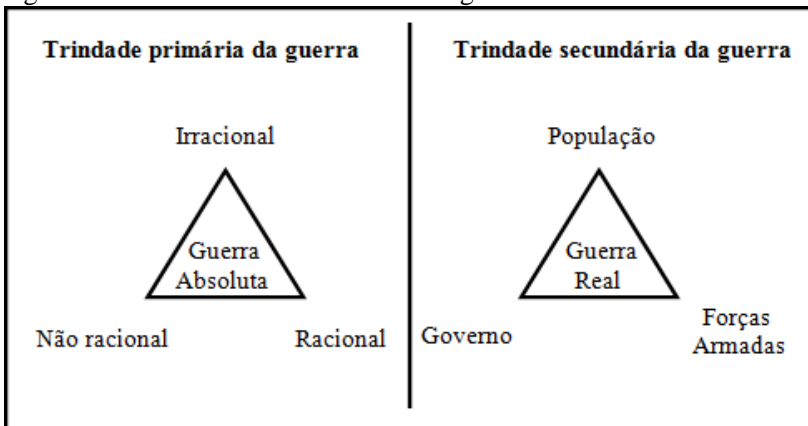 Trindade primária da guerra
Irracional
Guerra
Absoluta
Não racional
Racional
Trindade secundária da guerra
População
Guerra
Real
Governo
Forças
Armadas